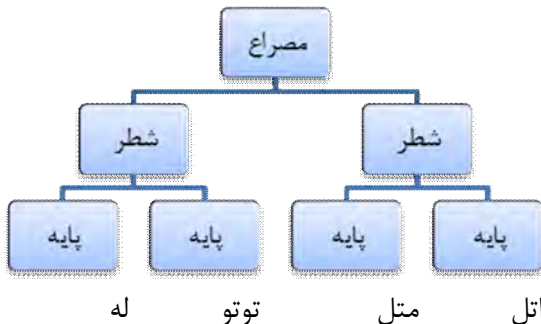 مصراع
شطر شطر
پایه پایه پایه پایه
اتل متل توتو له